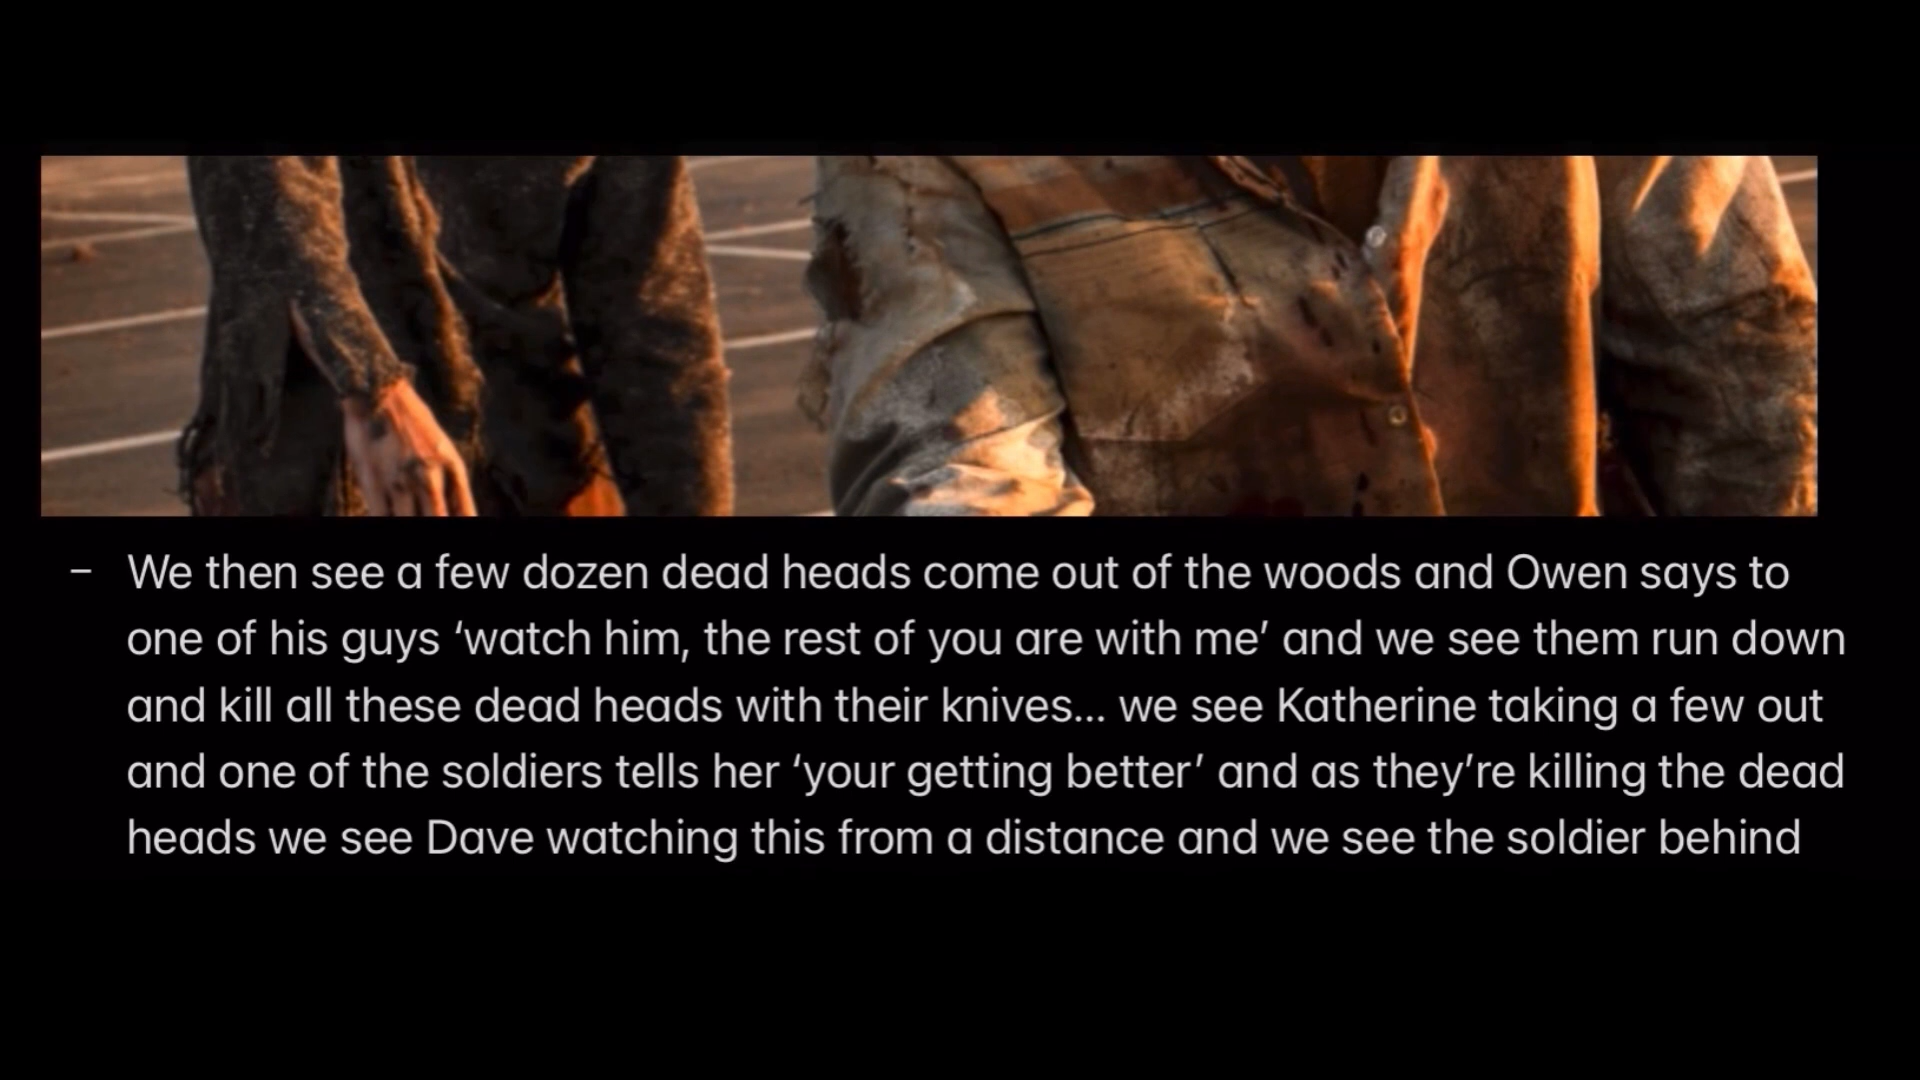 – We then see a few dozen dead heads come out of the woods and Owen says to
one of his guys ‘watch him, the rest of you are with me’ and we see them run down
and kill all these dead heads with their knives... we see Katherine taking a few out
and one of the soldiers tells her ‘your getting better’ and as they’re killing the dead
heads we see Dave watching this from a distance and we see the soldier behind